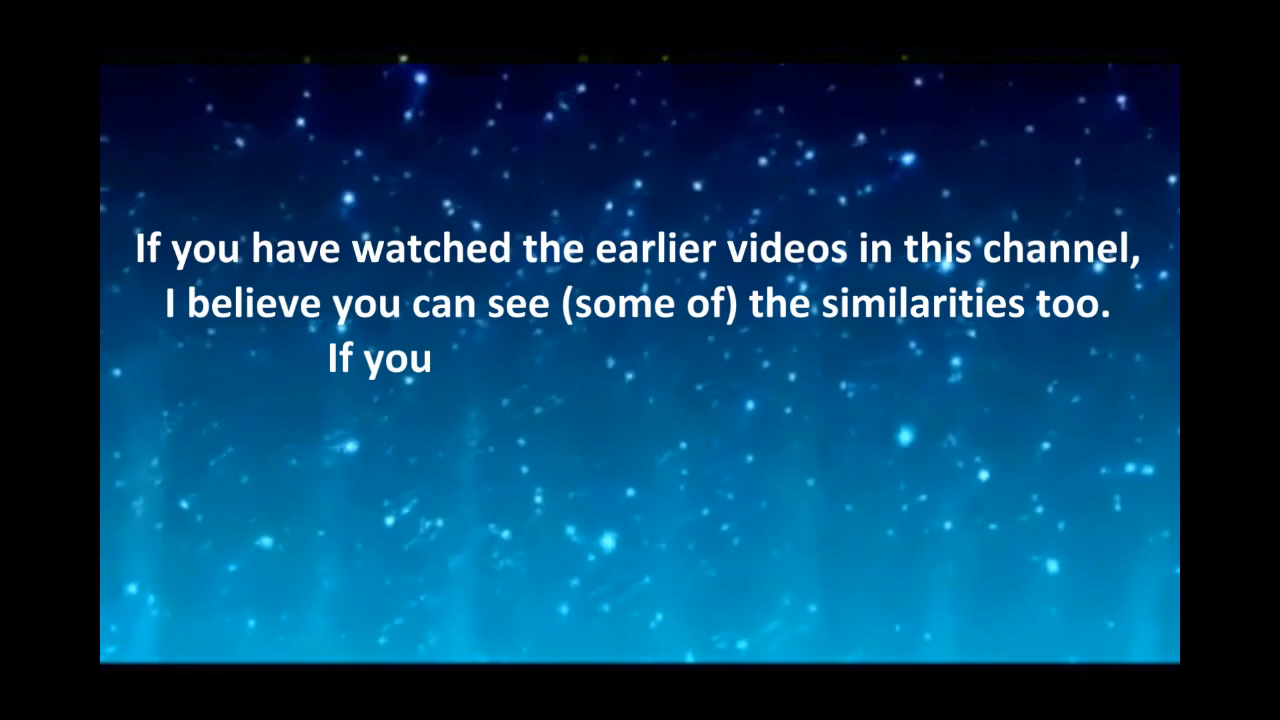 If you have watched the earlier videos in this channel,
I believe you can see (some of) the similarities too.
If you